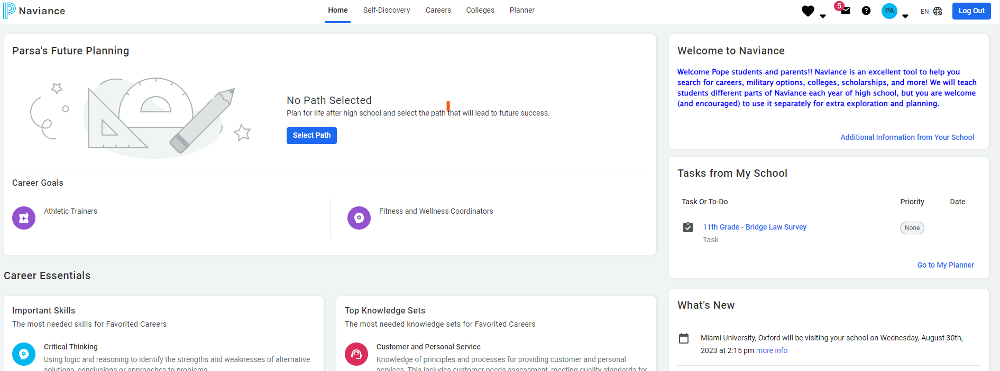 Naviance
Home
Self-Discovery
Careers
Colleges
Planner
5
PA
EN
Log Out
Parsa's Future Planning
No Path Selected
Plan for life after high school and select the path that will lead to future success.
Select Path
Career Goals
Athletic Trainers
Fitness and Wellness Coordinators
Career Essentials
Important Skills
The most needed skills for Favorited Careers
Critical Thinking
Using logic and reasoning to identify the strengths and weaknesses of alternative
solutions, conclusions or approaches to problems.
Top Knowledge Sets
The most needed knowledge sets for Favorited Careers
Customer and Personal Service
Knowledge of principles and processes for providing customer and personal
services. This includes customer needs assessment, meeting quality standards for
Welcome to Naviance
Welcome Pope students and parents!! Naviance is an excellent tool to help you
search for careers, military options, colleges, scholarships, and more! We will teach
students different parts of Naviance each year of high school, but you are welcome
(and encouraged) to use it separately for extra exploration and planning.
Additional Information from Your School
Tasks from My School
Task Or To-Do
Priority
Date
11th Grade - Bridge Law Survey
None
Task
Go to My Planner
What's New
Miami University, Oxford will be visiting your school on Wednesday, August 30th,
2023 at 2:15 pm more info